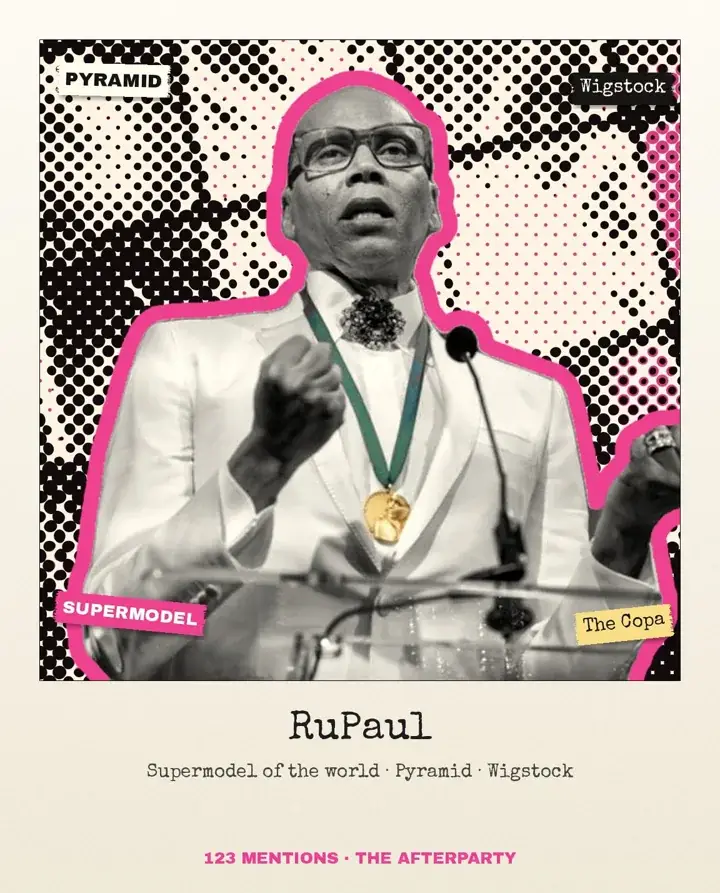 PYRAMID
Wigstock
SUPERMODEL
The Copa
RuPaul
Supermodel of the world · Pyramid · Wigstock
123 MENTIONS · THE AFTERPARTY